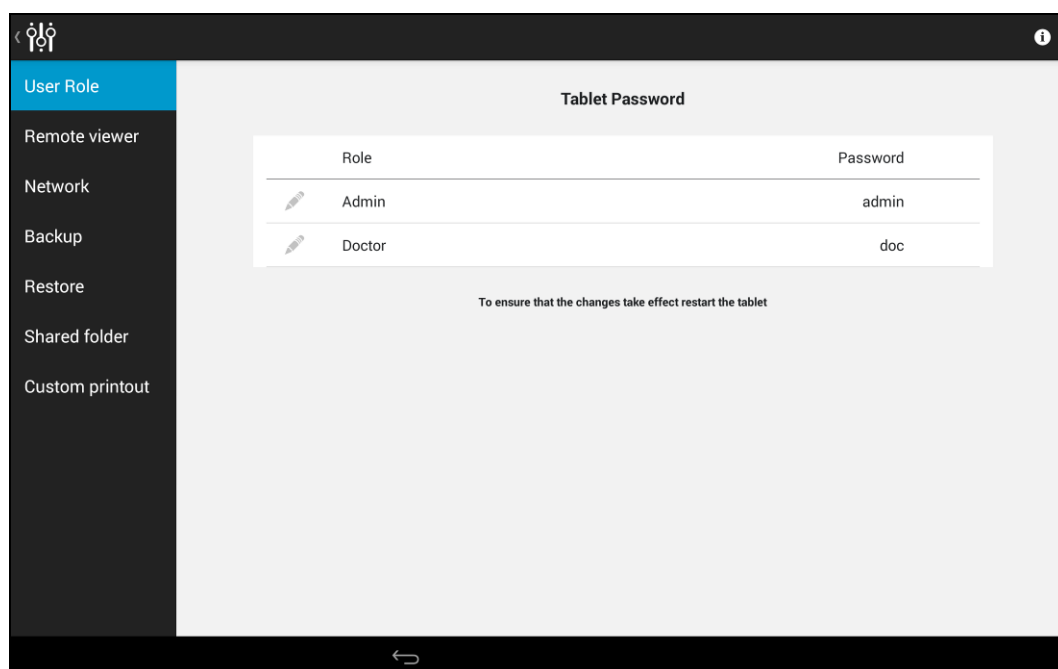 User Role
Remote viewer
Network
Backup
Restore
Shared folder
Custom printout
Tablet Password
Role Password
Admin admin
Doctor doc
To ensure that the changes take effect restart the tablet